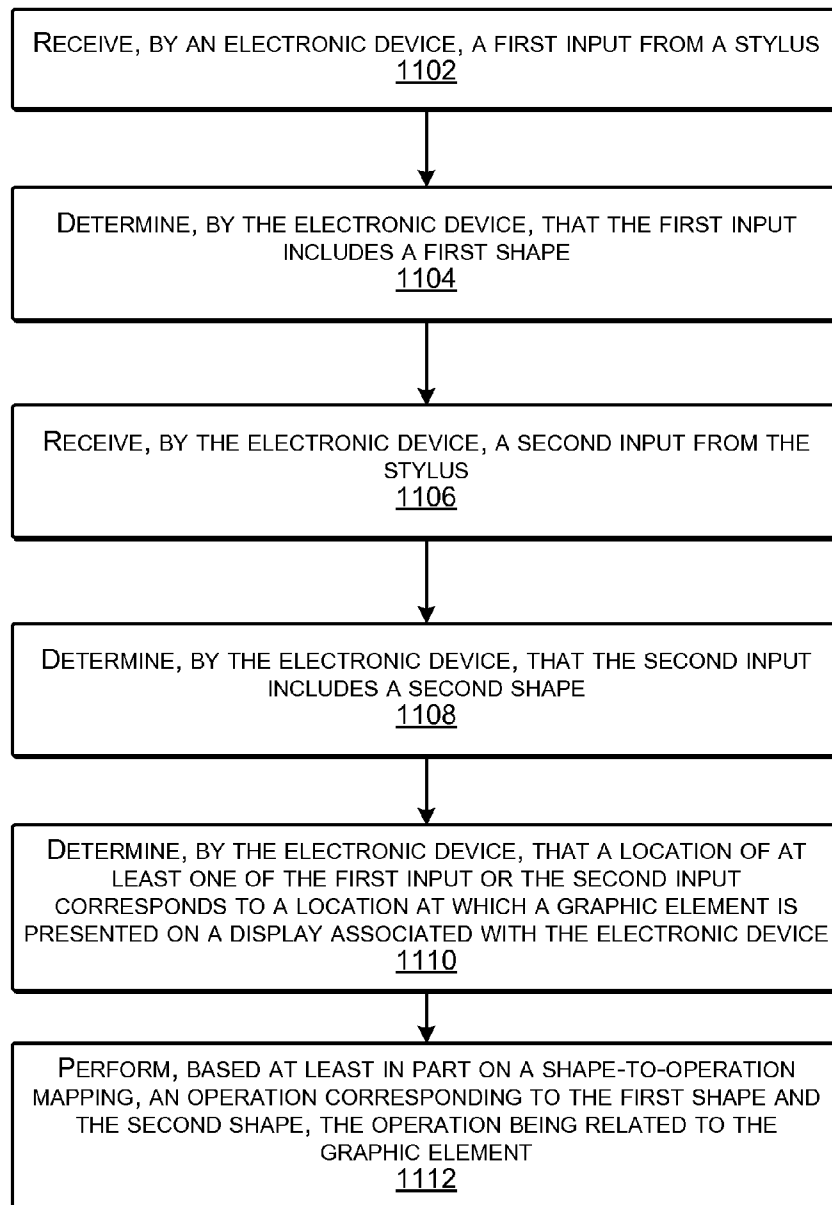 RECEIVE, BY AN ELECTRONIC DEVICE, A FIRST INPUT FROM A STYLUS
1102
DETERMINE, BY THE ELECTRONIC DEVICE, THAT THE FIRST INPUT
INCLUDES A FIRST SHAPE
1104
RECEIVE, BY THE ELECTRONIC DEVICE, A SECOND INPUT FROM THE
STYLUS
1106
DETERMINE, BY THE ELECTRONIC DEVICE, THAT THE SECOND INPUT
INCLUDES A SECOND SHAPE
1108
DETERMINE, BY THE ELECTRONIC DEVICE, THAT A LOCATION OF AT
LEAST ONE OF THE FIRST INPUT OR THE SECOND INPUT
CORRESPONDS TO A LOCATION AT WHICH A GRAPHIC ELEMENT IS
PRESENTED ON A DISPLAY ASSOCIATED WITH THE ELECTRONIC DEVICE
1110
PERFORM, BASED AT LEAST IN PART ON A SHAPE-TO-OPERATION
MAPPING, AN OPERATION CORRESPONDING TO THE FIRST SHAPE AND
THE SECOND SHAPE, THE OPERATION BEING RELATED TO THE
GRAPHIC ELEMENT
1112